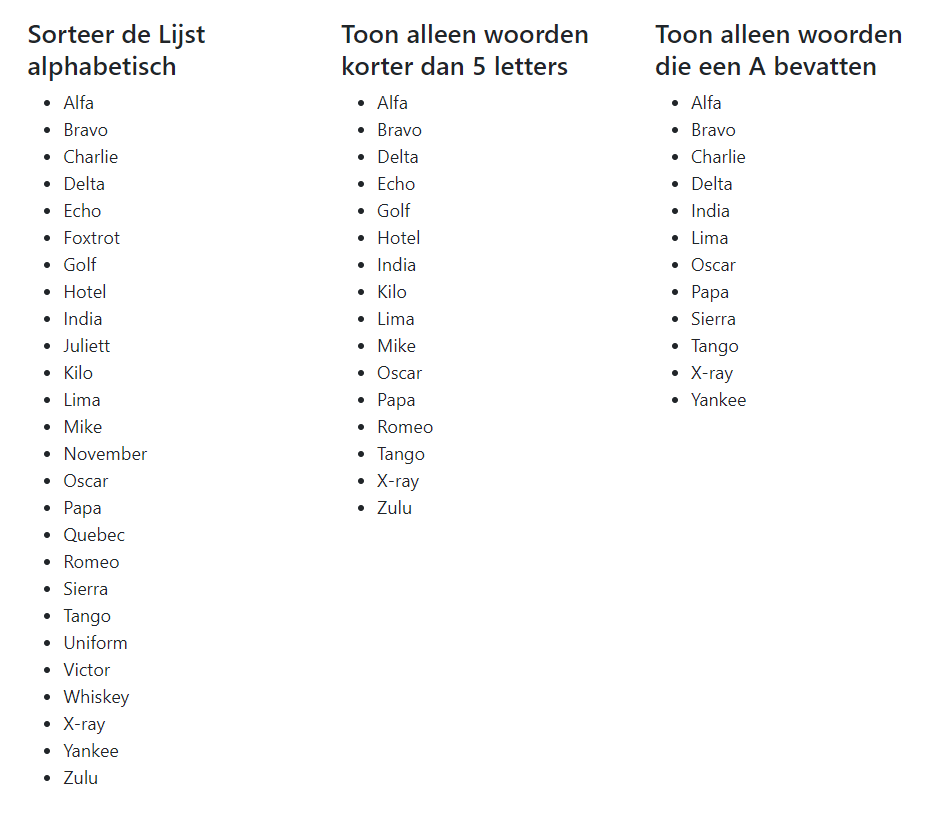 Sorteer de Lijst
alphabetisch
Alfa
Bravo
Charlie
Delta
Echo
Foxtrot
Golf
Hotel
India
Juliett
Kilo
Lima
Mike
November
Oscar
Papa
Quebec
Romeo
Sierra
Tango
Uniform
Victor
Whiskey
X-ray
Yankee
Zulu
Toon alleen woorden
korter dan 5 letters
Alfa
Bravo
Delta
Echo
Golf
Hotel
India
Kilo
Lima
Mike
Oscar
Papa
Romeo
Tango
X-ray
Zulu
Toon alleen woorden
die een A bevatten
Alfa
Bravo
Charlie
Delta
India
Lima
Oscar
Papa
Sierra
Tango
X-ray
Yankee